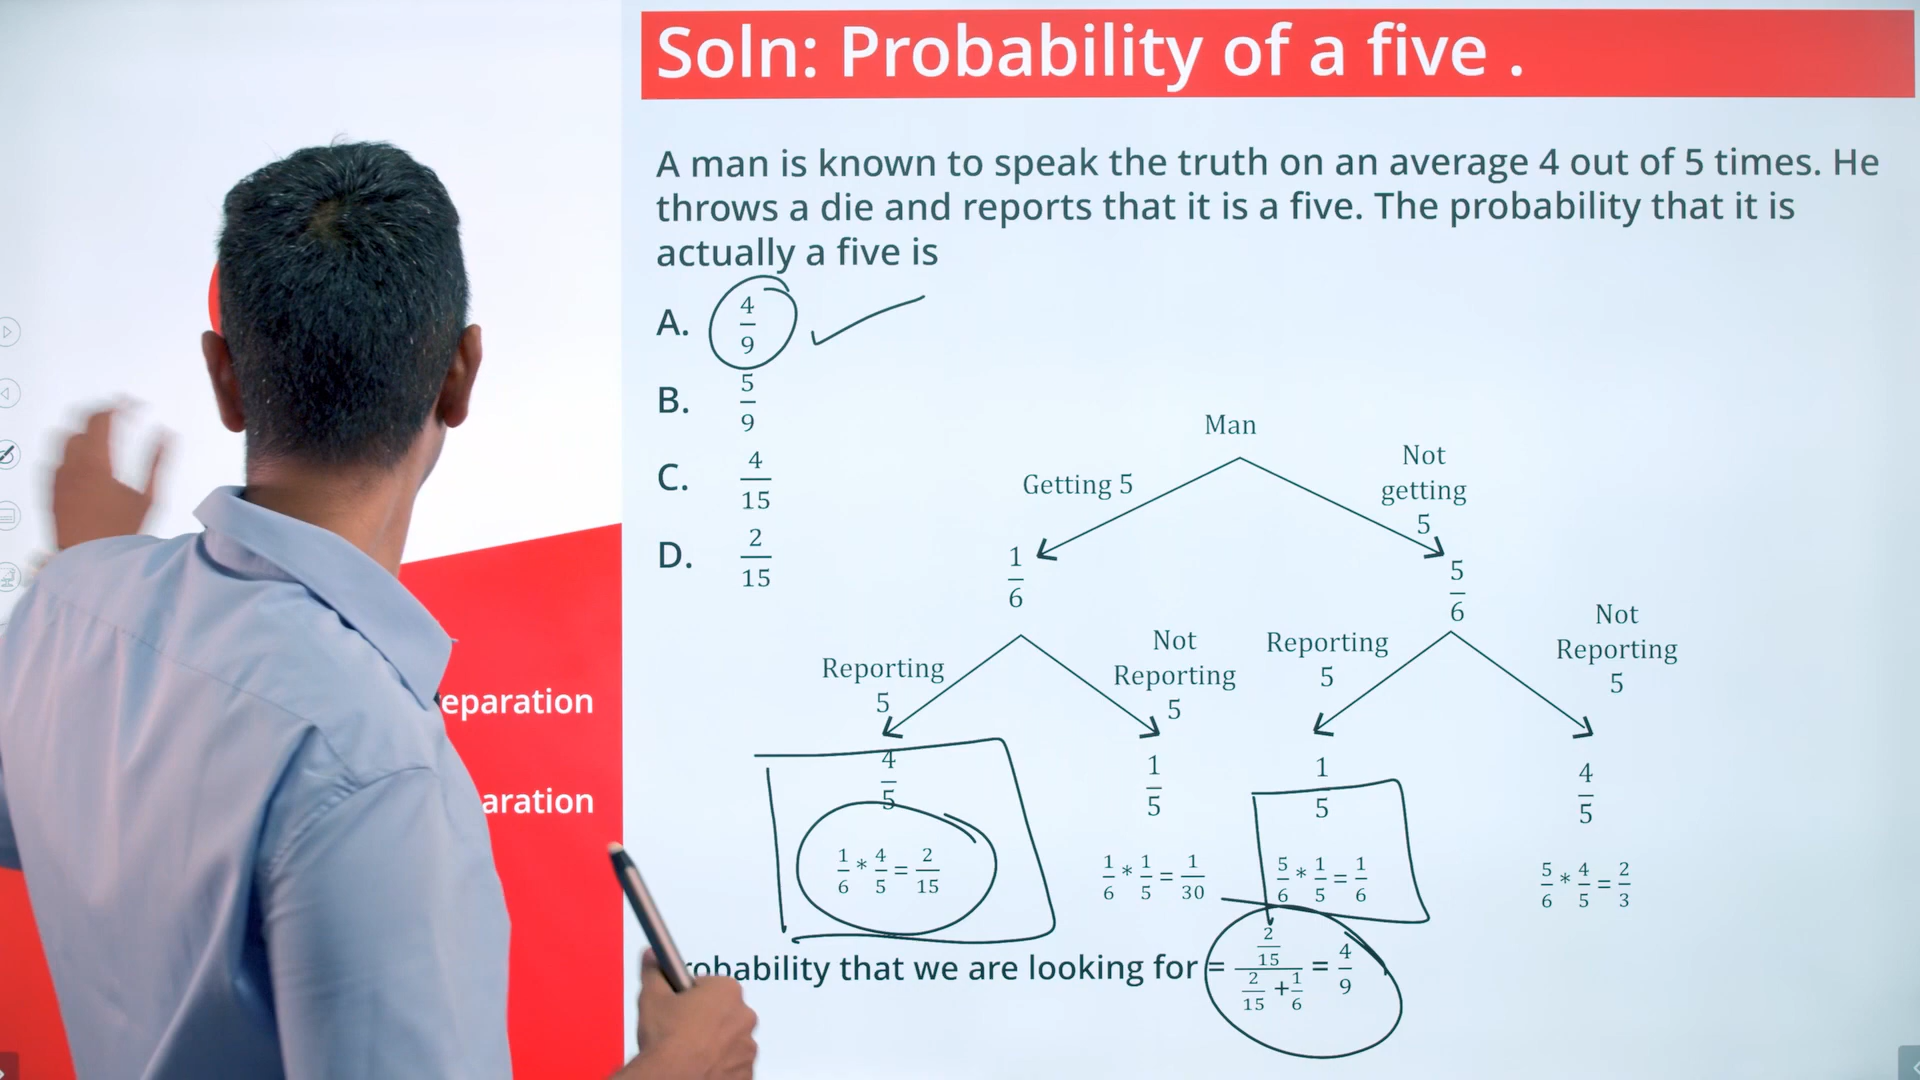 Soln: Probability of a five .
A man is known to speak the truth on an average 4 out of 5 times. He
throws a die and reports that it is a five. The probability that it is
actually a five is
A. 4/9
B. 5/9
C. 4/15
D. 2/15
Man
Getting 5
Not
getting
5
1/6
5/6
Reporting
5
Not
Reporting
5
Reporting
5
Not
Reporting
5
4/5
1/5
1/5
4/5
1/6 * 4/5 = 2/15
1/6 * 1/5 = 1/30
5/6 * 1/5 = 1/6
5/6 * 4/5 = 2/3
robability that we are looking for = (2/15)/(2/15 + 1/6) = 4/9
eparation
aration